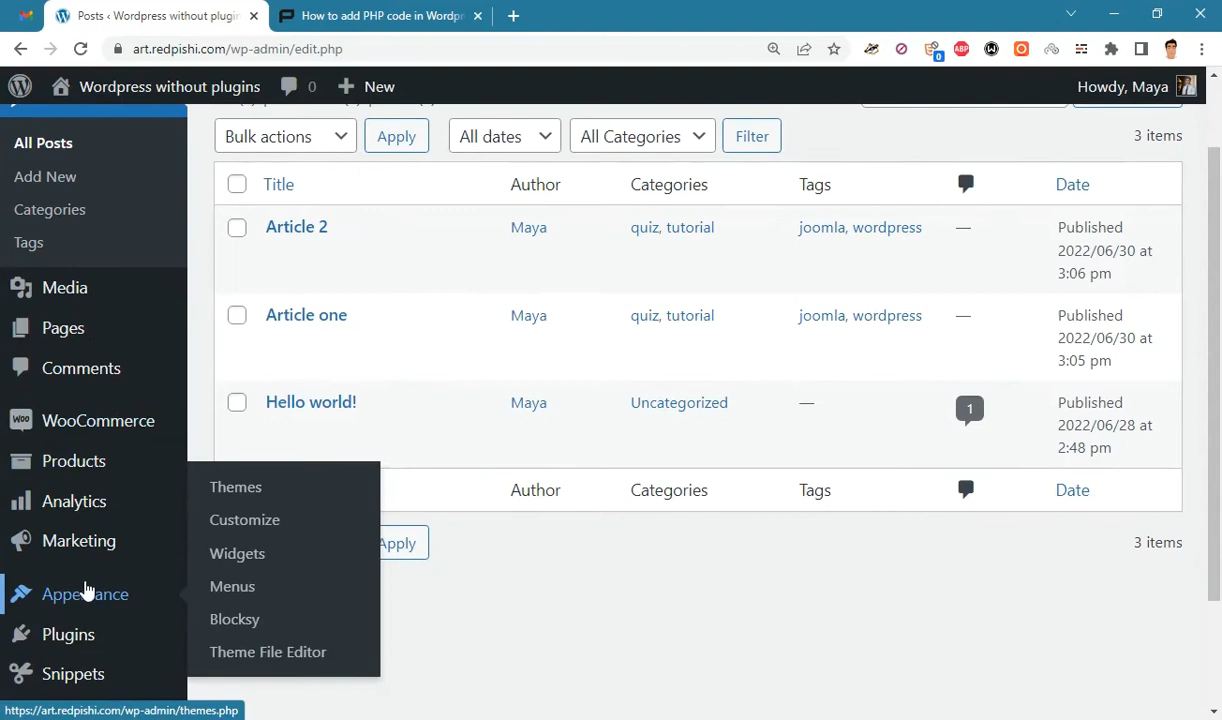 Posts ‹ Wordpress without plugin
How to add PHP code in Wordpr
art.redpishi.com/wp-admin/edit.php
0
ABP
Wordpress without plugins
0
New
Howdy, Maya
All Posts
Add New
Categories
Tags
Media
Pages
Comments
WooCommerce
Products
Analytics
Marketing
Appearance
Plugins
Snippets
Themes
Customize
Widgets
Menus
Blocksy
Theme File Editor
Bulk actions
Apply
All dates
All Categories
Filter
3 items
Title Author Categories Tags Date
Article 2 Maya quiz, tutorial joomla, wordpress — Published
2022/06/30 at
3:06 pm
Article one Maya quiz, tutorial joomla, wordpress — Published
2022/06/30 at
3:05 pm
Hello world! Maya Uncategorized — 1 Published
2022/06/28 at
2:48 pm
Author Categories Tags Date
Apply
3 items
https://art.redpishi.com/wp-admin/themes.php